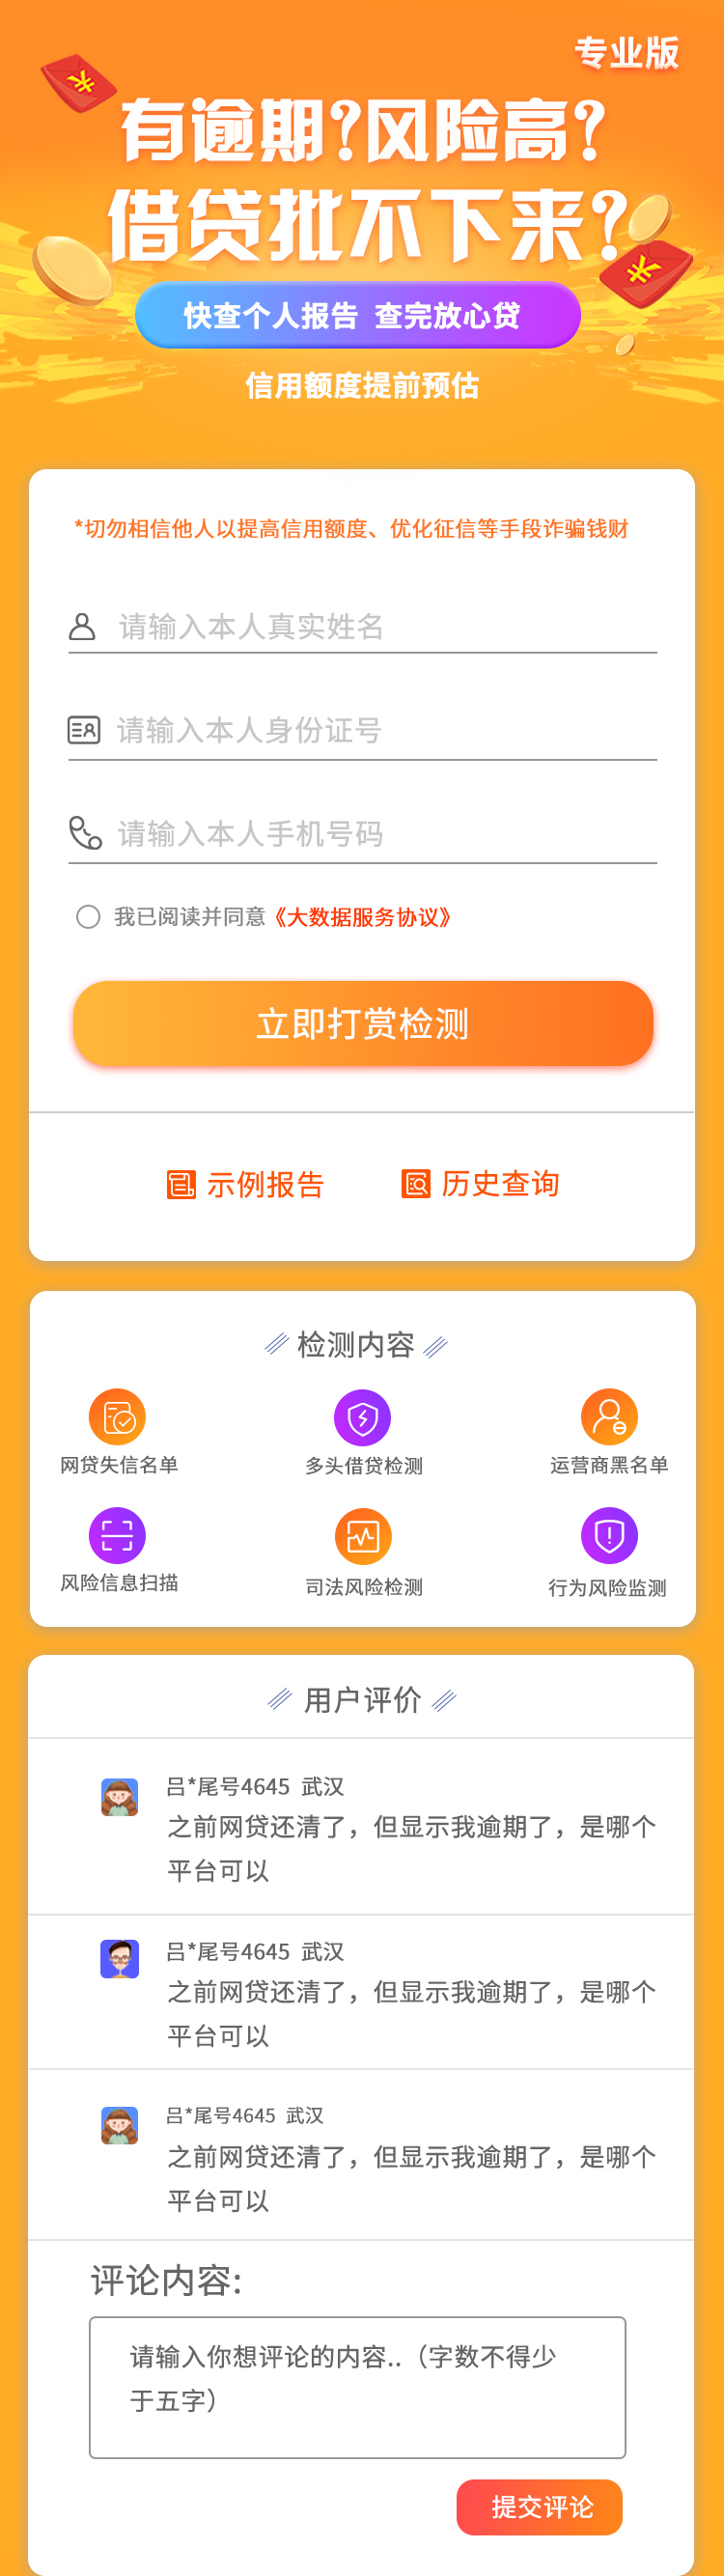 专业版
有逾期?风险高?
借贷批不下来?
快查个人报告 查完放心贷
信用额度提前预估
*切勿相信他人以提高信用额度、优化征信等手段诈骗钱财
请输入本人真实姓名
请输入本人身份证号
请输入本人手机号码
我已阅读并同意《大数据服务协议》
立即打赏检测
示例报告 历史查询
检测内容
网贷失信名单 多头借贷检测 运营商黑名单
风险信息扫描 司法风险检测 行为风险监测
用户评价
吕*尾号4645 武汉
之前网贷还清了，但显示我逾期了，是哪个
平台可以
吕*尾号4645 武汉
之前网贷还清了，但显示我逾期了，是哪个
平台可以
吕*尾号4645 武汉
之前网贷还清了，但显示我逾期了，是哪个
平台可以
评论内容:
请输入你想评论的内容..（字数不得少
于五字）
提交评论